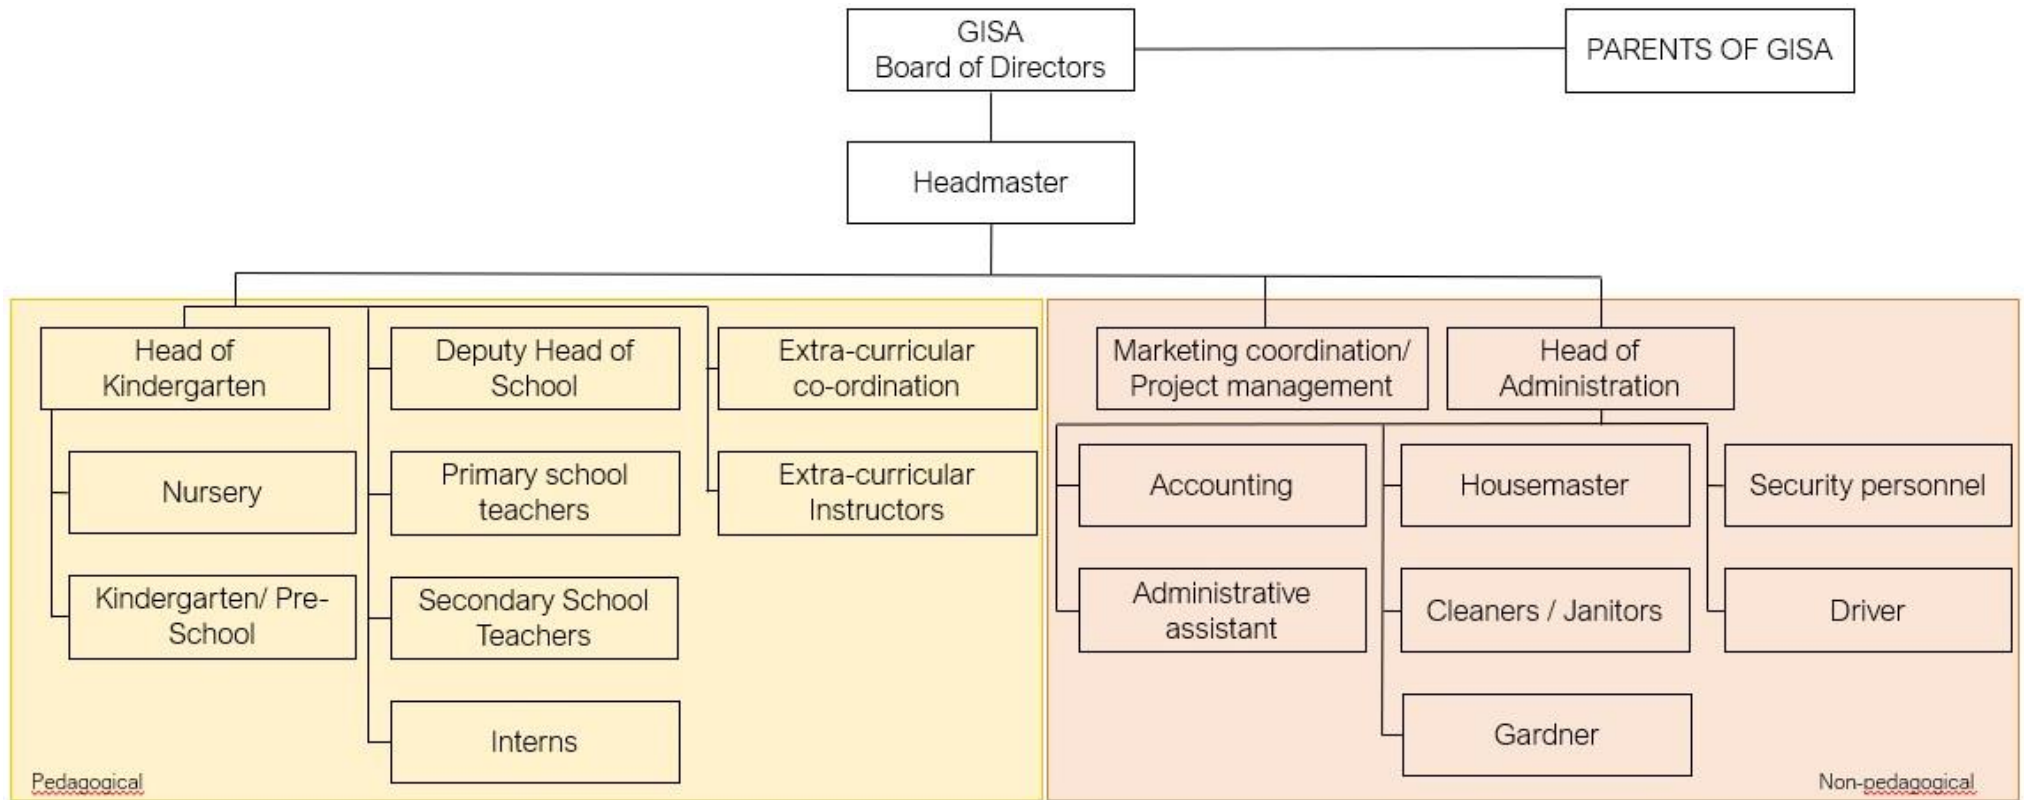 GISA
Board of Directors
PARENTS OF GISA
Headmaster
Head of
Kindergarten
Deputy Head of
School
Extra-curricular
co-ordination
Marketing coordination/
Project management
Head of
Administration
Nursery
Primary school
teachers
Extra-curricular
Instructors
Accounting
Housemaster
Security personnel
Kindergarten/ Pre-
School
Secondary School
Teachers
Administrative
assistant
Cleaners / Janitors
Driver
Interns
Gardner
Pedagogical
Non-pedagogical